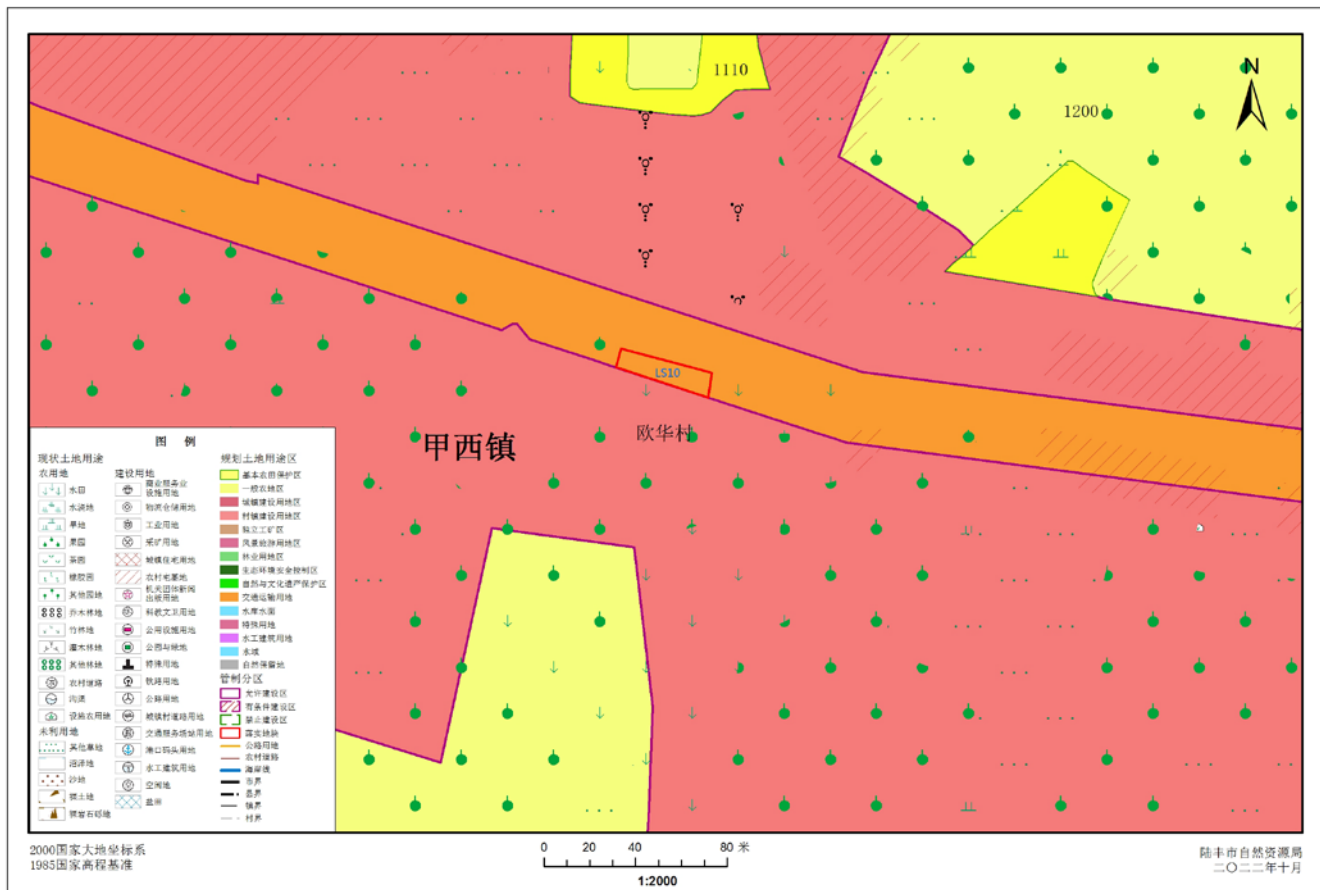 1110
N
1200
LS10
欧华村
甲西镇
图 例
现状土地用途
农用地
水田
水浇地
旱地
果园
茶园
橡胶园
其他园地
乔木林地
竹林地
灌木林地
其他林地
农村道路
沟渠
设施农用地
未利用地
其他草地
沼泽地
沙地
裸土地
裸岩石砾地
建设用地
商业服务业
设施用地
物流仓储用地
工业用地
采矿用地
城镇住宅用地
农村宅基地
机关团体新闻
出版用地
科教文卫用地
公用设施用地
公园与绿地
特殊用地
铁路用地
公路用地
城镇村道路用地
交通服务场站用地
港口码头用地
水工建筑用地
空闲地
盐田
规划土地用途区
基本农田保护区
一般农地区
城镇建设用地区
村镇建设用地区
独立工矿区
风景旅游用地区
林业用地区
生态环境安全控制区
自然与文化遗产保护区
交通运输用地
水库水面
特殊用地
水工建筑用地
水域
自然保留地
管制分区
允许建设区
有条件建设区
禁止建设区
落实地块
公路用地
农村道路
海岸线
市界
县界
镇界
村界
2000国家大地坐标系
1985国家高程基准
0 20 40 80 米
1:2000
陆丰市自然资源局
二〇二二年十月